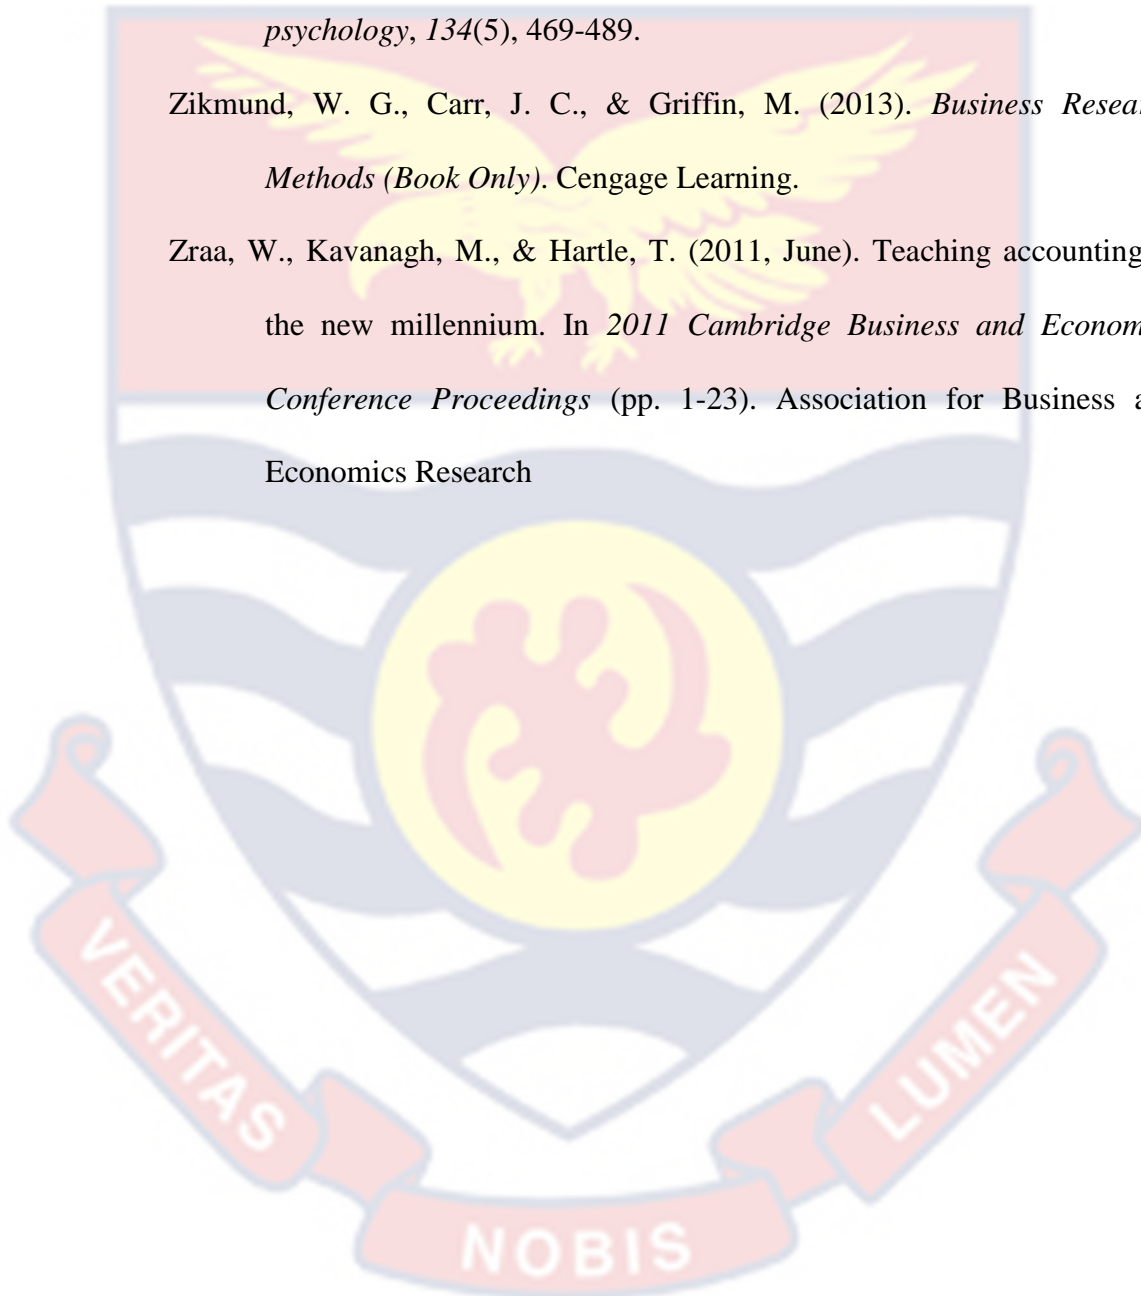 psychology, 134(5), 469-489.
Zikmund, W. G., Carr, J. C., & Griffin, M. (2013). Business Resear
Methods (Book Only). Cengage Learning.
Zraa, W., Kavanagh, M., & Hartle, T. (2011, June). Teaching accounting
the new millennium. In 2011 Cambridge Business and Econom
Conference Proceedings (pp. 1-23). Association for Business a
Economics Research
VERITAS
NOBIS
LUMEN